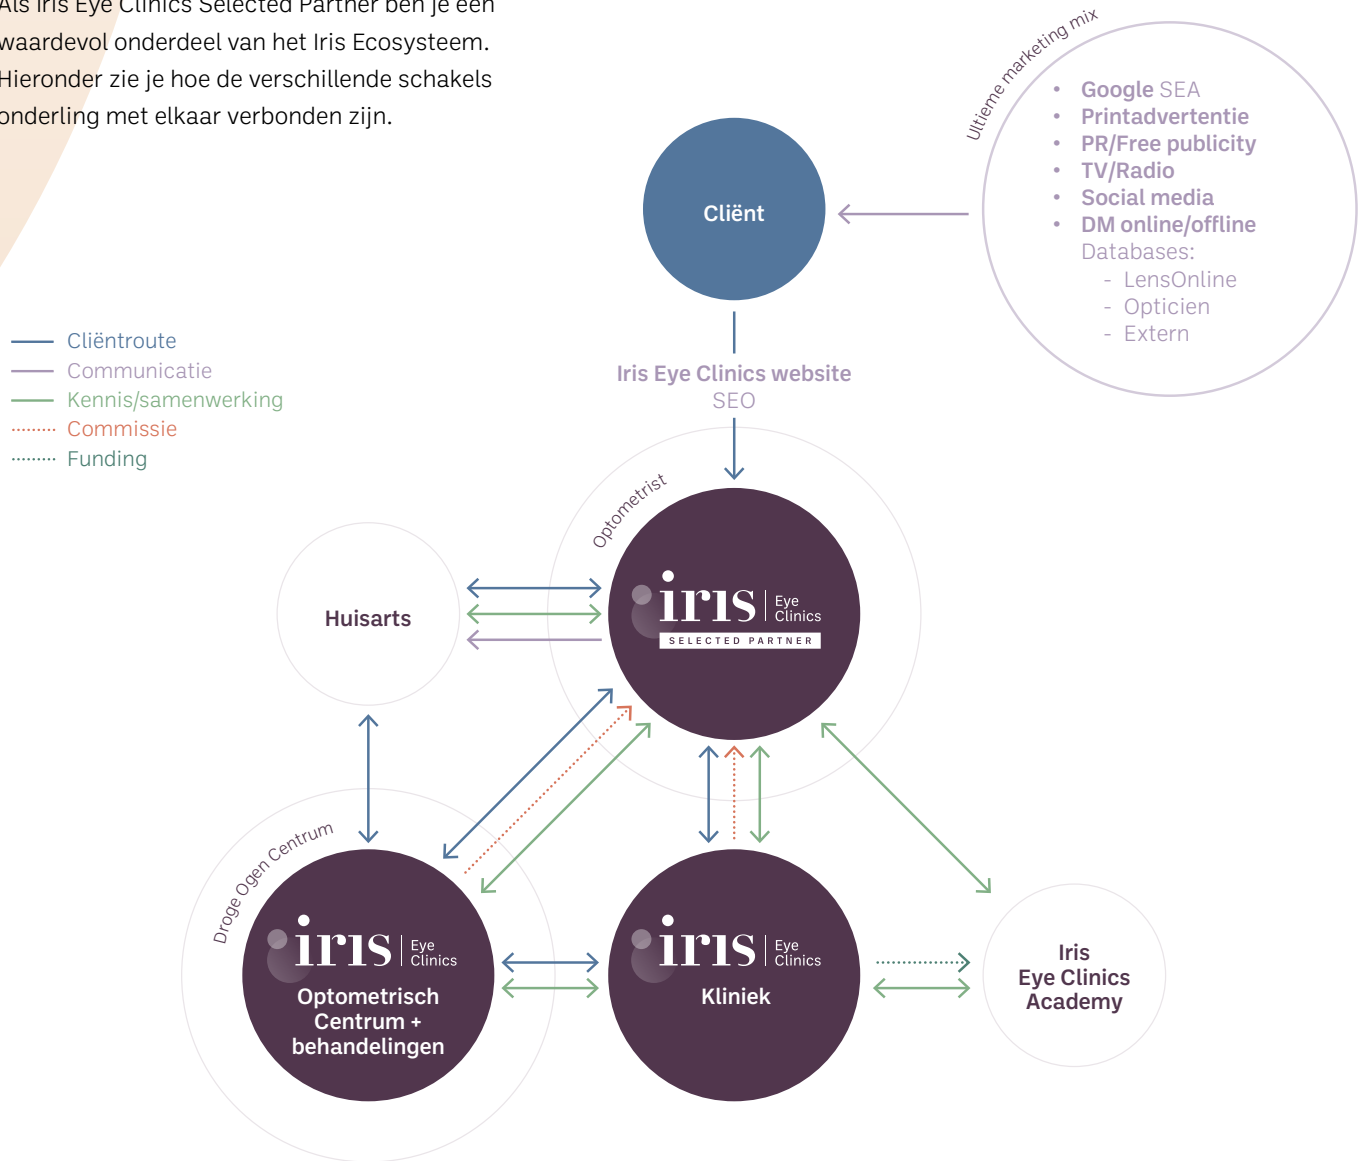 Als Iris Eye Clinics Selected Partner ben je een
waardevol onderdeel van het Iris Ecosysteem.
Hieronder zie je hoe de verschillende schakels
onderling met elkaar verbonden zijn.
Ultieme marketing mix
• Google SEA
• Printadvertentie
• PR/Free publicity
• TV/Radio
• Social media
• DM online/offline
Databases:
- LensOnline
- Opticien
- Extern
Cliënt
Cliëntroute
Communicatie
Kennis/samenwerking
Commissie
Funding
Iris Eye Clinics website
SEO
Optometrist
iris Eye
Clinics
SELECTED PARTNER
Huisarts
Droge Ogen Centrum
iris Eye
Clinics
Optometrisch
Centrum +
behandelingen
iris Eye
Clinics
Kliniek
Iris
Eye Clinics
Academy